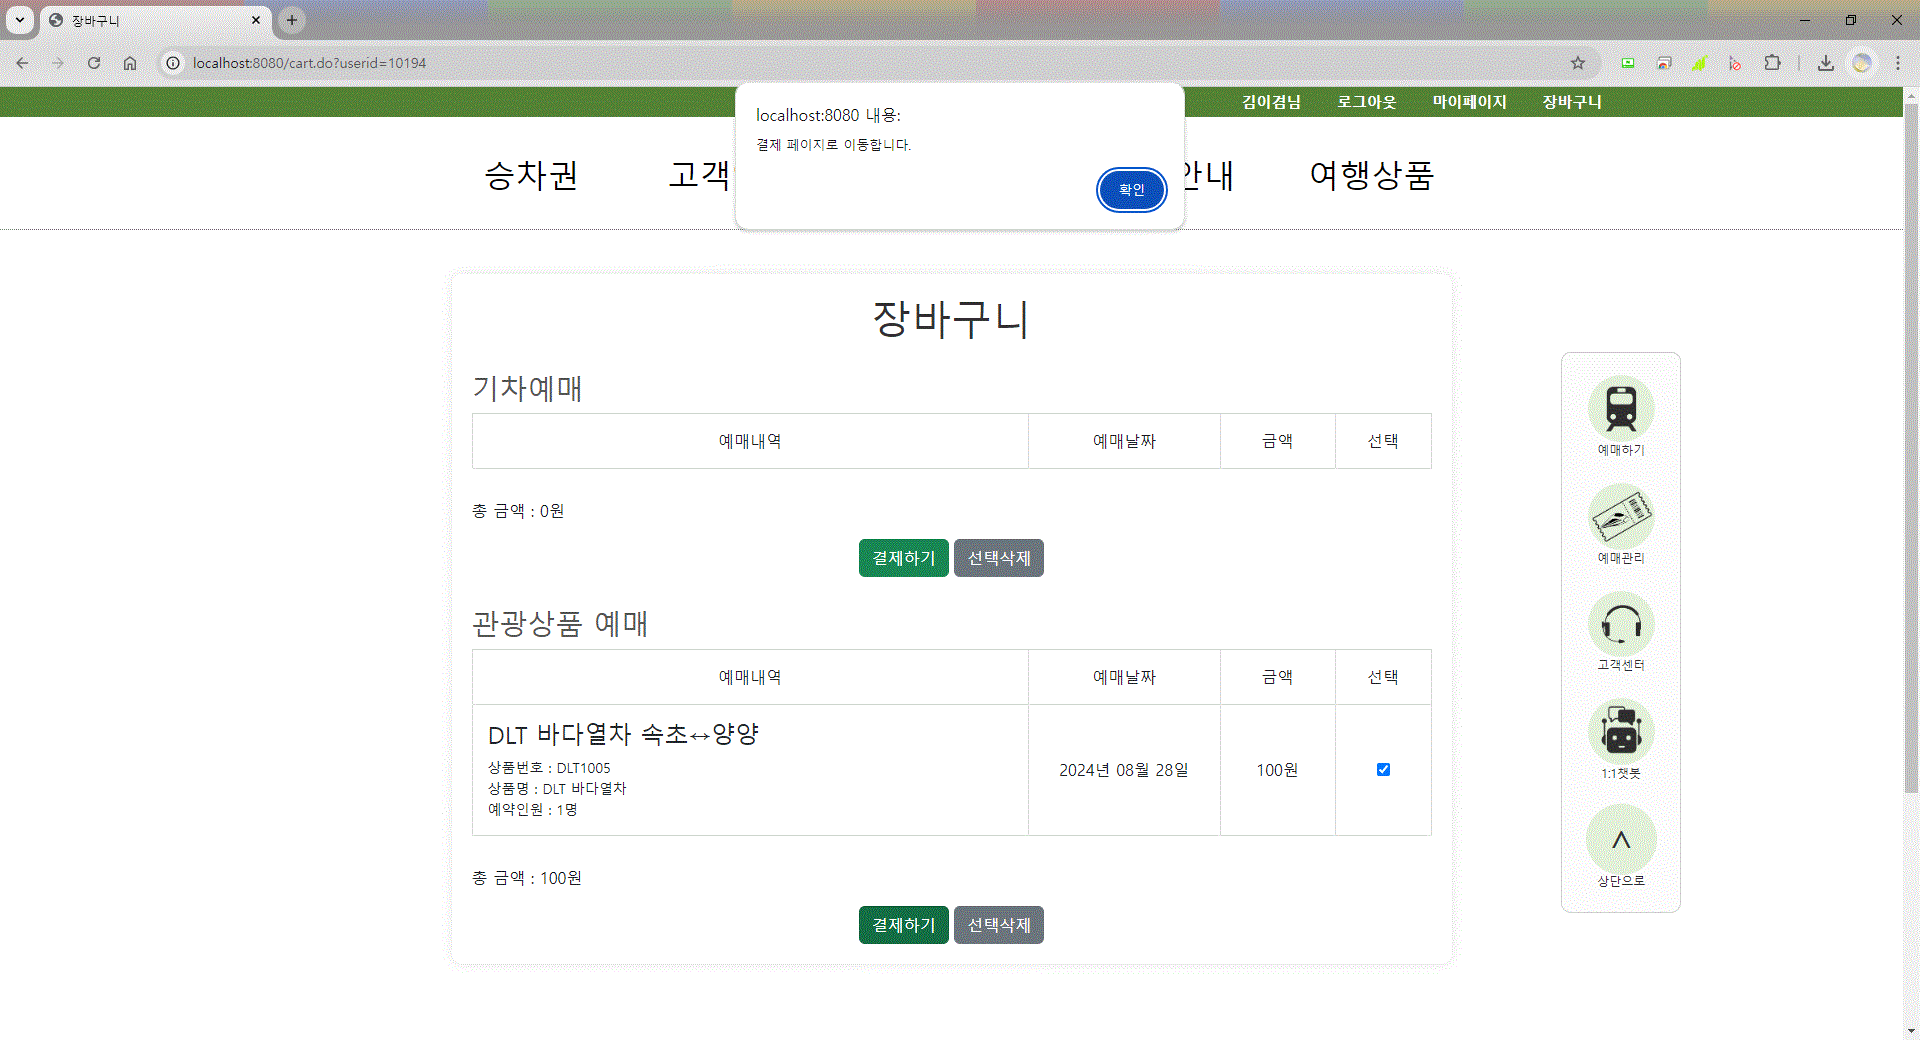 장바구니
localhost:8080/cart.do?userid=10194
김이겸님 로그아웃 마이페이지 장바구니
localhost:8080 내용:
결제 페이지로 이동합니다.
확인
승차권 고객 안내 여행상품
장바구니
기차예매
예매내역 예매날짜 금액 선택
총 금액 : 0원
결제하기 선택삭제
관광상품 예매
예매내역 예매날짜 금액 선택
DLT 바다열차 속초↔양양
상품번호 : DLT1005
상품명 : DLT 바다열차
예약인원 : 1명
2024년 08월 28일 100원
총 금액 : 100원
결제하기 선택삭제
예매하기
예매관리
고객센터
1:1챗봇
상단으로